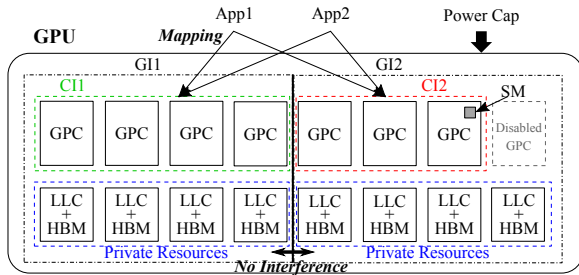 App1 App2 Power Cap
GPU Mapping
GI1 GI2
CI1 CI2 SM
GPC GPC GPC GPC GPC GPC GPC Disabled GPC
LLC + HBM LLC + HBM LLC + HBM LLC + HBM LLC + HBM LLC + HBM LLC + HBM LLC + HBM
Private Resources Private Resources
No Interference